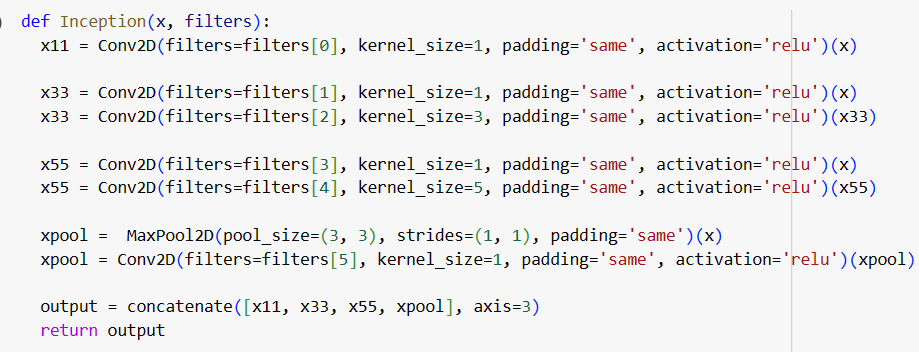 def Inception(x, filters):
x11 = Conv2D(filters=filters[0], kernel_size=1, padding='same', activation='relu')(x)
x33 = Conv2D(filters=filters[1], kernel_size=1, padding='same', activation='relu')(x)
x33 = Conv2D(filters=filters[2], kernel_size=3, padding='same', activation='relu')(x33)
x55 = Conv2D(filters=filters[3], kernel_size=1, padding='same', activation='relu')(x)
x55 = Conv2D(filters=filters[4], kernel_size=5, padding='same', activation='relu')(x55)
xpool =  MaxPool2D(pool_size=(3, 3), strides=(1, 1), padding='same')(x)
xpool = Conv2D(filters=filters[5], kernel_size=1, padding='same', activation='relu')(xpool)
output = concatenate([x11, x33, x55, xpool], axis=3)
return output